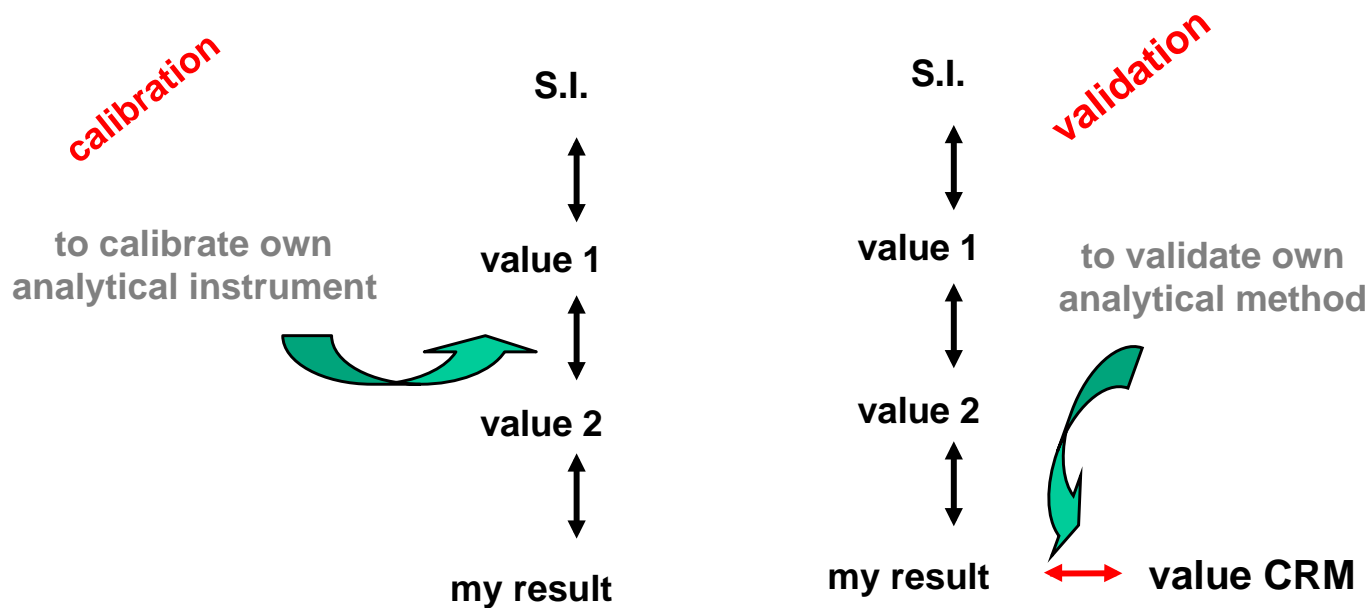 calibration
S.I.
to calibrate own
analytical instrument
value 1
value 2
my result
validation
S.I.
value 1
to validate own
analytical method
value 2
my result
value CRM